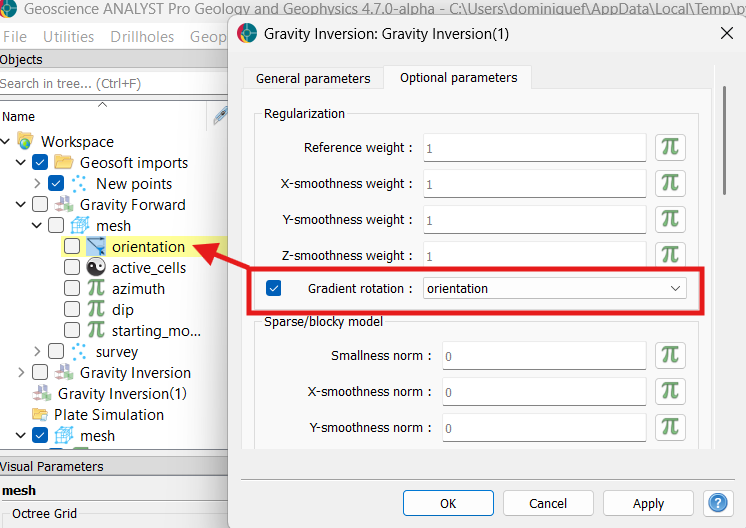 Geoscience ANALYST Pro Geology and Geophysics 4.7.0-alpha - C:\Users\dominiquef\AppData\Local\Temp\p
File Utilities Drillholes Geop
Objects
Search in tree... (Ctrl+F)
Name
Workspace
Geosoft imports
New points
Gravity Forward
mesh
orientation
active_cells
azimuth
dip
starting_mo...
survey
Gravity Inversion
Gravity Inversion(1)
Plate Simulation
mesh
Visual Parameters
mesh
Octree Grid
Gravity Inversion: Gravity Inversion(1)
General parameters Optional parameters
Regularization
Reference weight : 1 π
X-smoothness weight : 1 π
Y-smoothness weight : 1 π
Z-smoothness weight : 1 π
Gradient rotation : orientation
Sparse/blocky model
Smallness norm : 0 π
X-smoothness norm : 0 π
Y-smoothness norm : 0 π
OK Cancel Apply ?